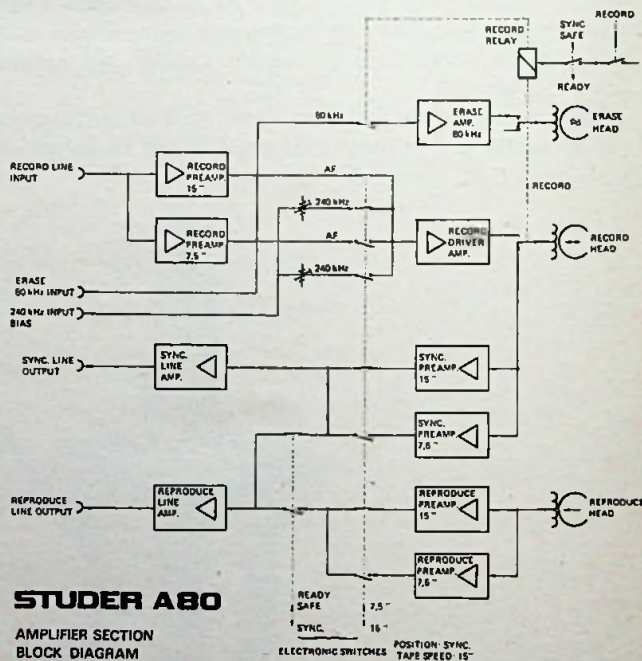 RECORD
SYNC
SAFE
RECORD
RELAY
READY
80 kHz
ERASE
AMP.
80 kHz
ERASE
HEAD
RECORD LINE
INPUT
RECORD
PREAMP.
15"
AF
240 kHz
RECORD
RECORD
PREAMP.
7,5"
AF
RECORD
DRIVER
AMP.
RECORD
HEAD
240 kHz
ERASE
80 kHz INPUT
240 kHz INPUT
BIAS
SYNC. LINE
OUTPUT
SYNC.
LINE
AMP.
SYNC.
PREAMP.
15"
SYNC.
PREAMP.
7,5"
REPRODUCE
LINE OUTPUT
REPRODUCE
LINE
AMP.
REPRODUCE
PREAMP.
15"
REPRODUCE
HEAD
REPRODUCE
PREAMP.
7,5"
STUDER A80
AMPLIFIER SECTION
BLOCK DIAGRAM
READY
SAFE
SYNC.
7,5"
15"
ELECTRONIC SWITCHES
POSITION: SYNC.
TAPE SPEED: 15"